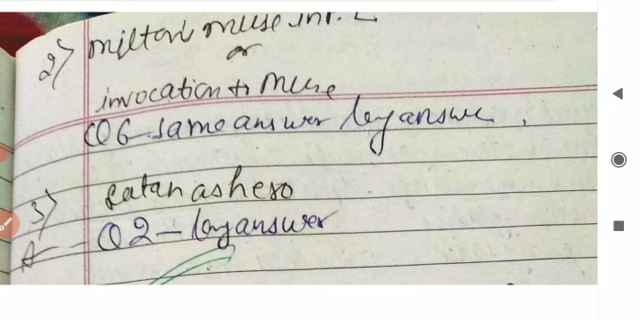 2) milton's muse in P. L
or
invocation to muse
Q6-same answer long answer.
3) Satan as hero
A- Q2-long answer